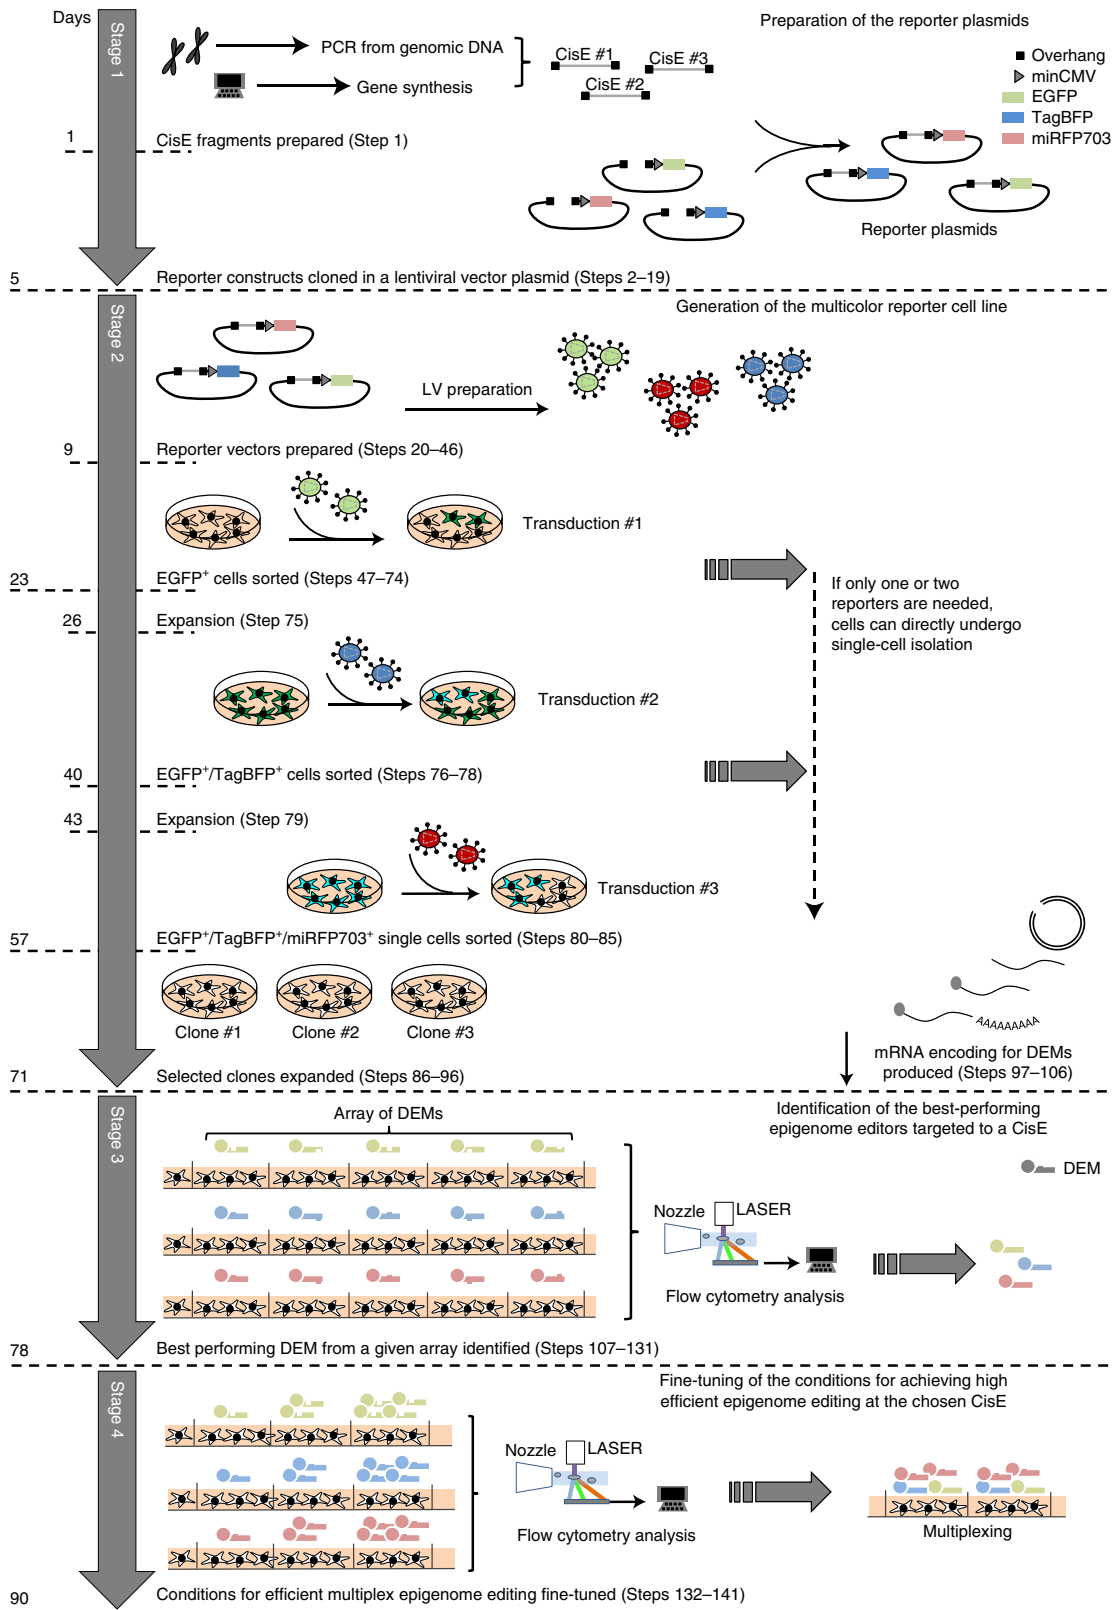 Days
Stage 1
Preparation of the reporter plasmids
PCR from genomic DNA
Gene synthesis
CisE #1
CisE #3
CisE #2
Overhang
minCMV
EGFP
TagBFP
miRFP703
1
CisE fragments prepared (Step 1)
Reporter plasmids
5
Reporter constructs cloned in a lentiviral vector plasmid (Steps 2–19)
Stage 2
Generation of the multicolor reporter cell line
LV preparation
9
Reporter vectors prepared (Steps 20–46)
Transduction #1
23
EGFP⁺ cells sorted (Steps 47–74)
If only one or two
reporters are needed,
cells can directly undergo
single-cell isolation
26
Expansion (Step 75)
Transduction #2
40
EGFP⁺/TagBFP⁺ cells sorted (Steps 76–78)
43
Expansion (Step 79)
Transduction #3
57
EGFP⁺/TagBFP⁺/miRFP703⁺ single cells sorted (Steps 80–85)
Clone #1
Clone #2
Clone #3
AAAAAAAAA
mRNA encoding for DEMs
produced (Steps 97–106)
71
Selected clones expanded (Steps 86–96)
Stage 3
Array of DEMs
Identification of the best-performing
epigenome editors targeted to a CisE
DEM
Nozzle
LASER
Flow cytometry analysis
78
Best performing DEM from a given array identified (Steps 107–131)
Stage 4
Fine-tuning of the conditions for achieving high
efficient epigenome editing at the chosen CisE
Nozzle
LASER
Flow cytometry analysis
Multiplexing
90
Conditions for efficient multiplex epigenome editing fine-tuned (Steps 132–141)